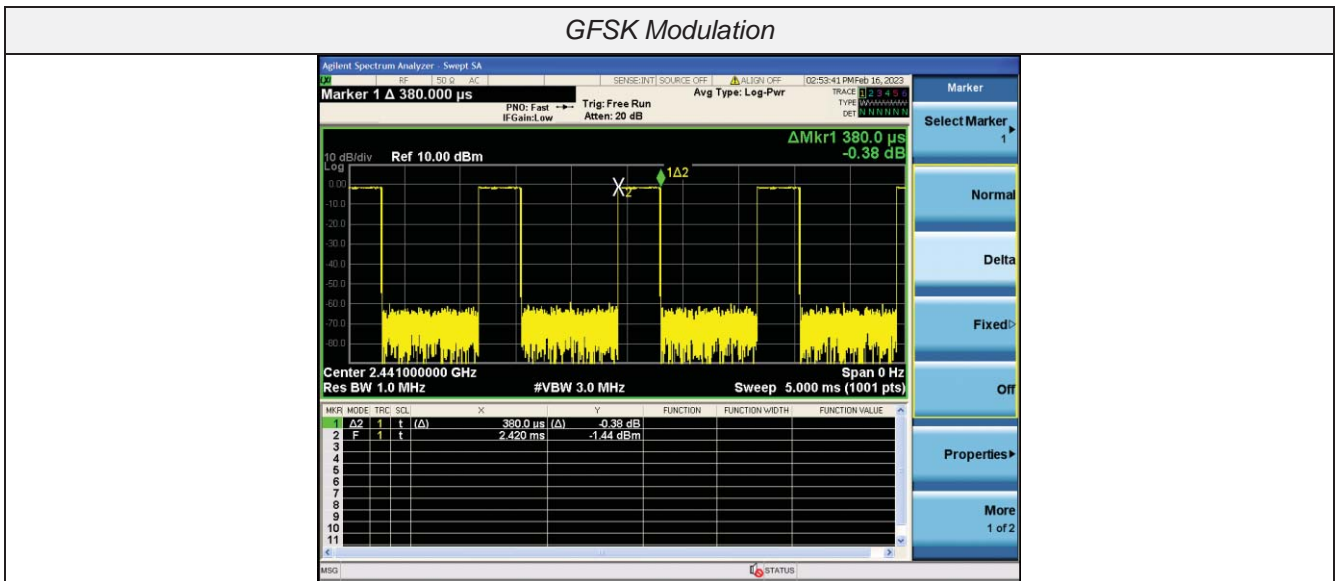 GFSK Modulation
Agilent Spectrum Analyzer - Swept SA
RF 50 Ω AC SENSE:INT SOURCE OFF ALIGN OFF 02:53:41 PM Feb 16, 2023
Marker 1 Δ 380.000 µs
PNO: Fast
IFGain:Low
Trig: Free Run
Atten: 20 dB
Avg Type: Log-Pwr
TRACE 1 2 3 4 5 6
TYPE
DET N N N N N N
ΔMkr1 380.0 µs
-0.38 dB
10 dB/div Ref 10.00 dBm
Log
0.00
-10.0
-20.0
-30.0
-40.0
-50.0
-60.0
-70.0
-80.0
X2
1Δ2
Center 2.441000000 GHz Span 0 Hz
Res BW 1.0 MHz #VBW 3.0 MHz Sweep 5.000 ms (1001 pts)
MKR MODE TRC SCL X Y FUNCTION FUNCTION WIDTH FUNCTION VALUE
1 Δ2 1 t (Δ) 380.0 µs (Δ) -0.38 dB
2 F 1 t 2.420 ms -1.44 dBm
3
4
5
6
7
8
9
10
11
MSG STATUS
Marker
Select Marker
1
Normal
Delta
Fixed
Off
Properties
More
1 of 2